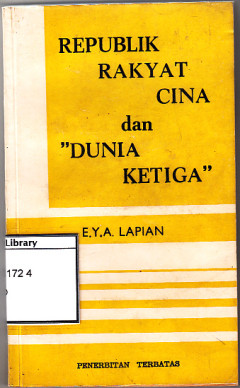 REPUBLIK
RAKYAT
CINA
dan
"DUNIA
KETIGA"
E.Y.A. LAPIAN
Library
172 4
PENERBITAN TERBATAS